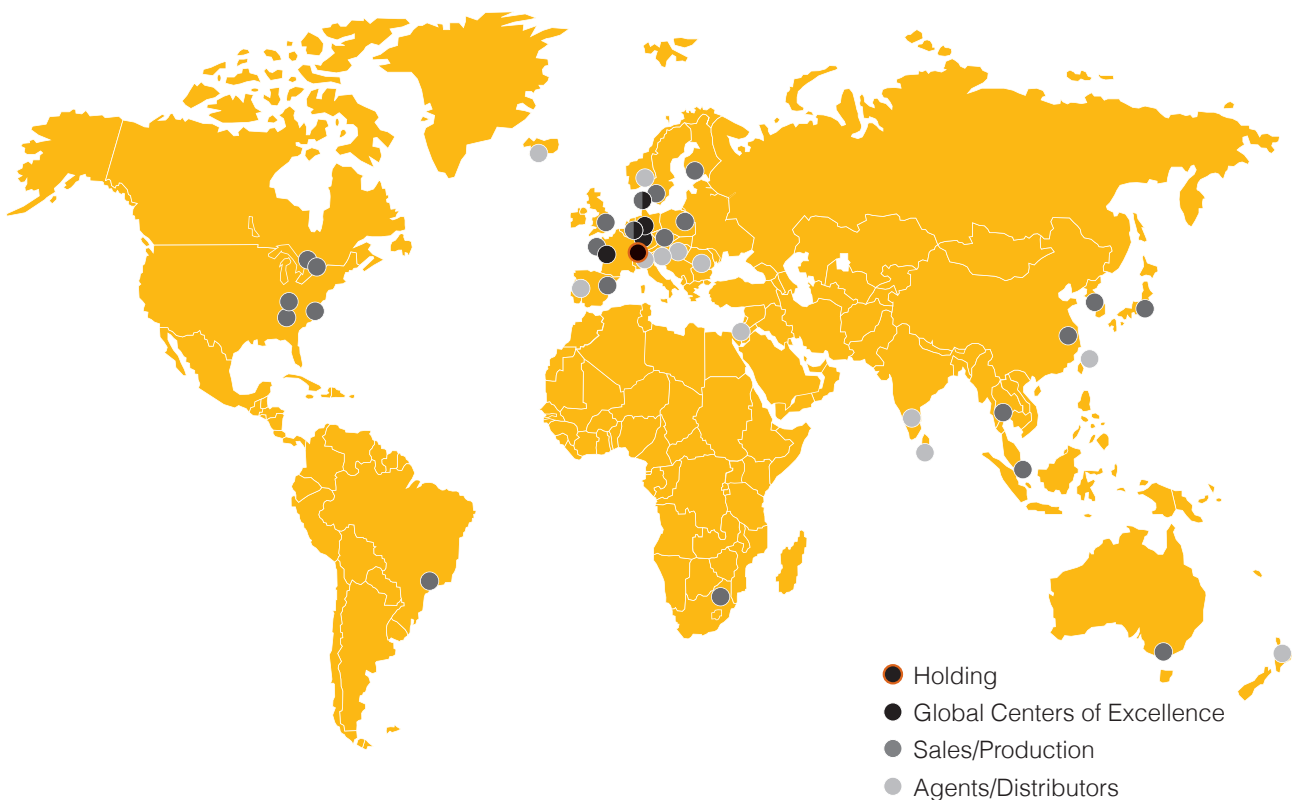 Holding
Global Centers of Excellence
Sales/Production
Agents/Distributors